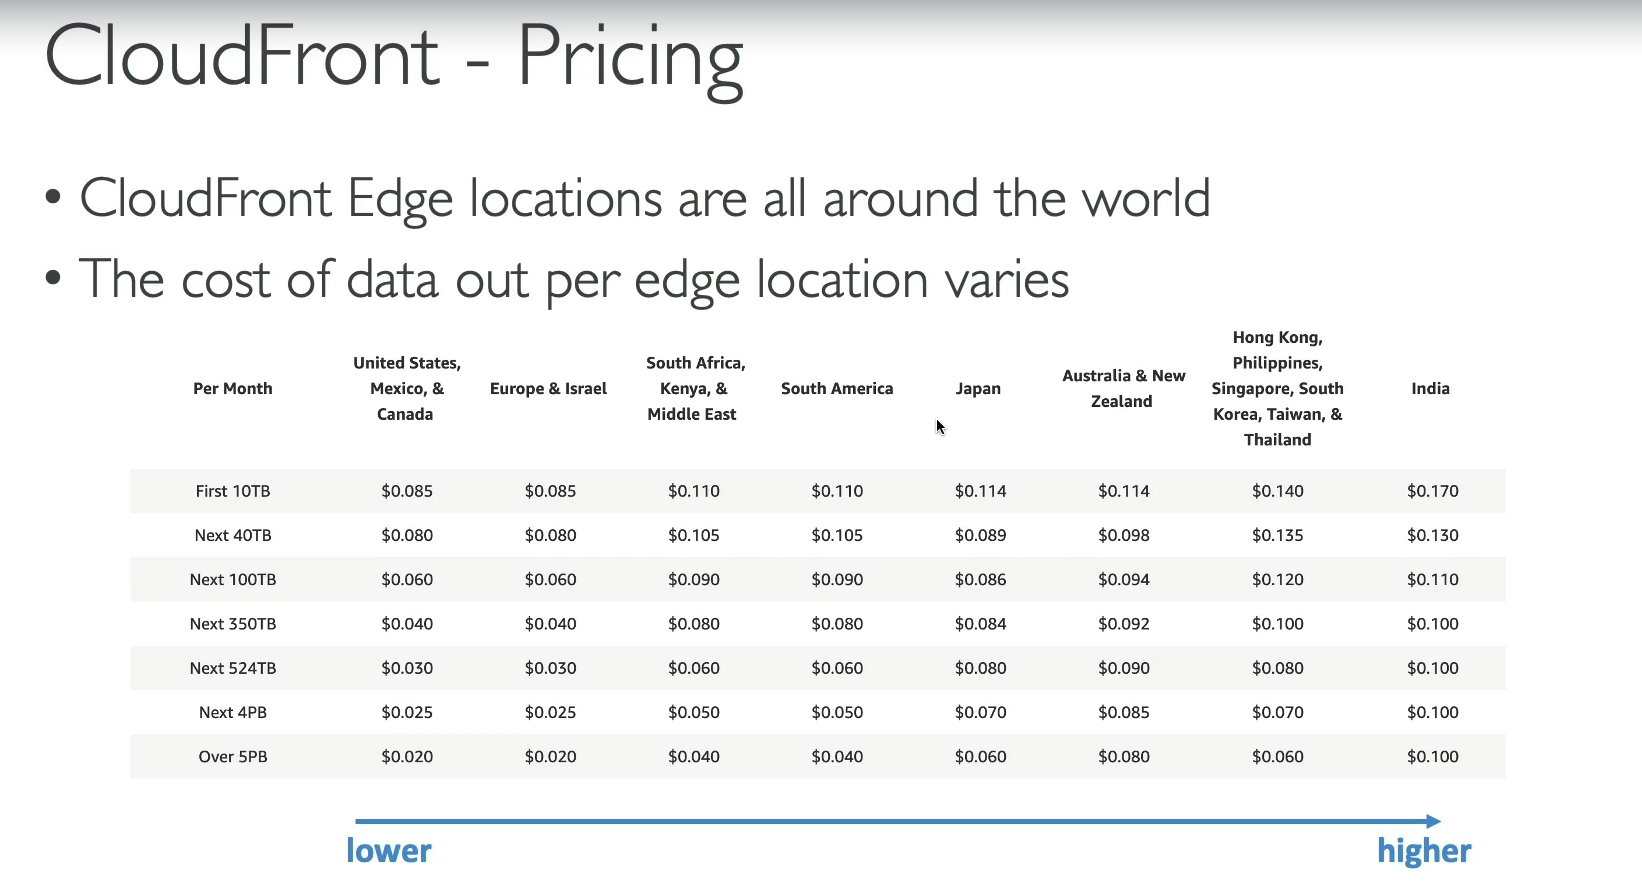 CloudFront - Pricing
• CloudFront Edge locations are all around the world
• The cost of data out per edge location varies
Per Month
United States,
Mexico, &
Canada
Europe & Israel
South Africa,
Kenya, &
Middle East
South America
Japan
Australia & New
Zealand
Hong Kong,
Philippines,
Singapore, South
Korea, Taiwan, &
Thailand
India
First 10TB $0.085 $0.085 $0.110 $0.110 $0.114 $0.114 $0.140 $0.170
Next 40TB $0.080 $0.080 $0.105 $0.105 $0.089 $0.098 $0.135 $0.130
Next 100TB $0.060 $0.060 $0.090 $0.090 $0.086 $0.094 $0.120 $0.110
Next 350TB $0.040 $0.040 $0.080 $0.080 $0.084 $0.092 $0.100 $0.100
Next 524TB $0.030 $0.030 $0.060 $0.060 $0.080 $0.090 $0.080 $0.100
Next 4PB $0.025 $0.025 $0.050 $0.050 $0.070 $0.085 $0.070 $0.100
Over 5PB $0.020 $0.020 $0.040 $0.040 $0.060 $0.080 $0.060 $0.100
lower higher